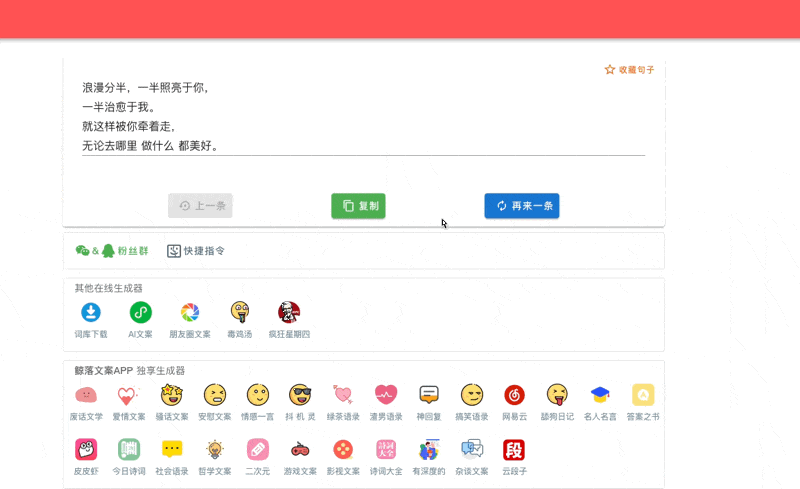 收藏句子
浪漫分半，一半照亮于你，
一半治愈于我。
就这样被你牵着走，
无论去哪里 做什么 都美好。
上一条 复制 再来一条
& 粉丝群 快捷指令
其他在线生成器
词库下载 AI文案 朋友圈文案 毒鸡汤 疯狂星期四
鲸落文案APP 独享生成器
废话文学 爱情文案 骚话文案 安慰文案 情感一言 抖 机 灵 绿茶语录 渣男语录 神回复 搞笑语录 网易云 舔狗日记 名人名言 答案之书
皮皮虾 今日诗词 社会语录 哲学文案 二次元 游戏文案 影视文案 诗词大全 有深度的 杂谈文案 云段子